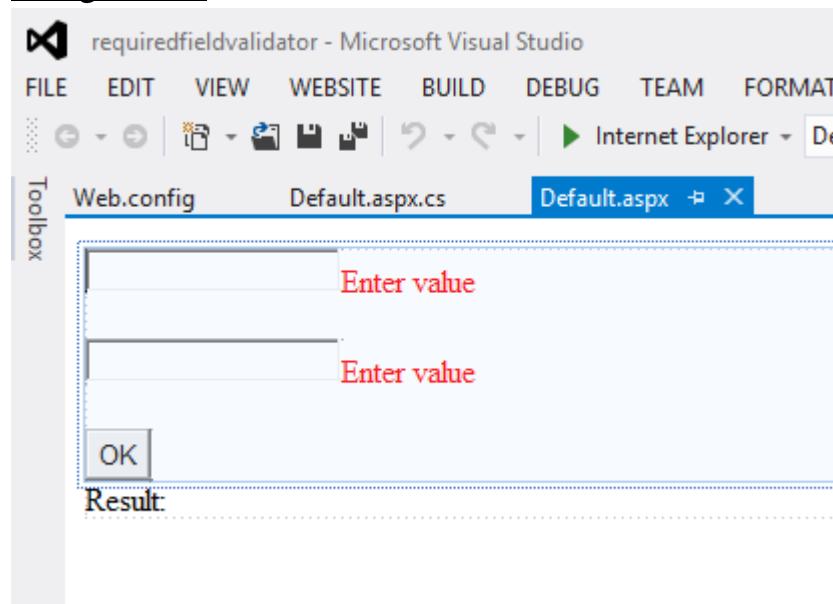 requiredfieldvalidator - Microsoft Visual Studio
FILE EDIT VIEW WEBSITE BUILD DEBUG TEAM FORMAT
Internet Explorer
Toolbox
Web.config Default.aspx.cs Default.aspx
Enter value
Enter value
OK
Result: